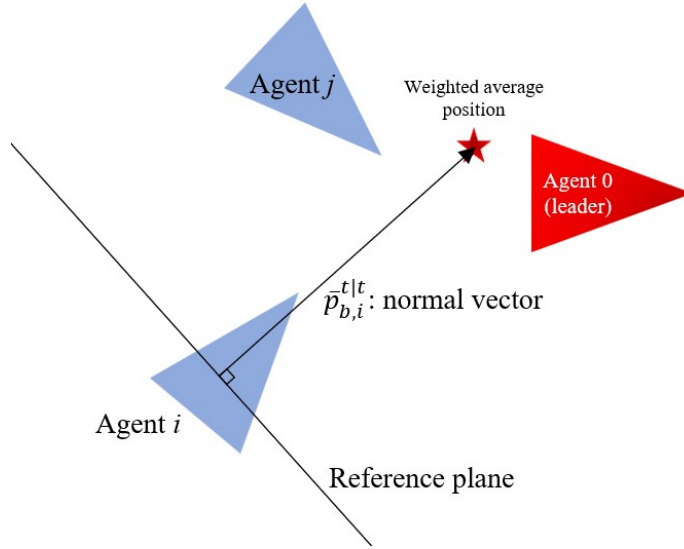 Agent j
Weighted average
position
Agent 0
(leader)
p̄_{b,i}^{t|t}: normal vector
Agent i
Reference plane